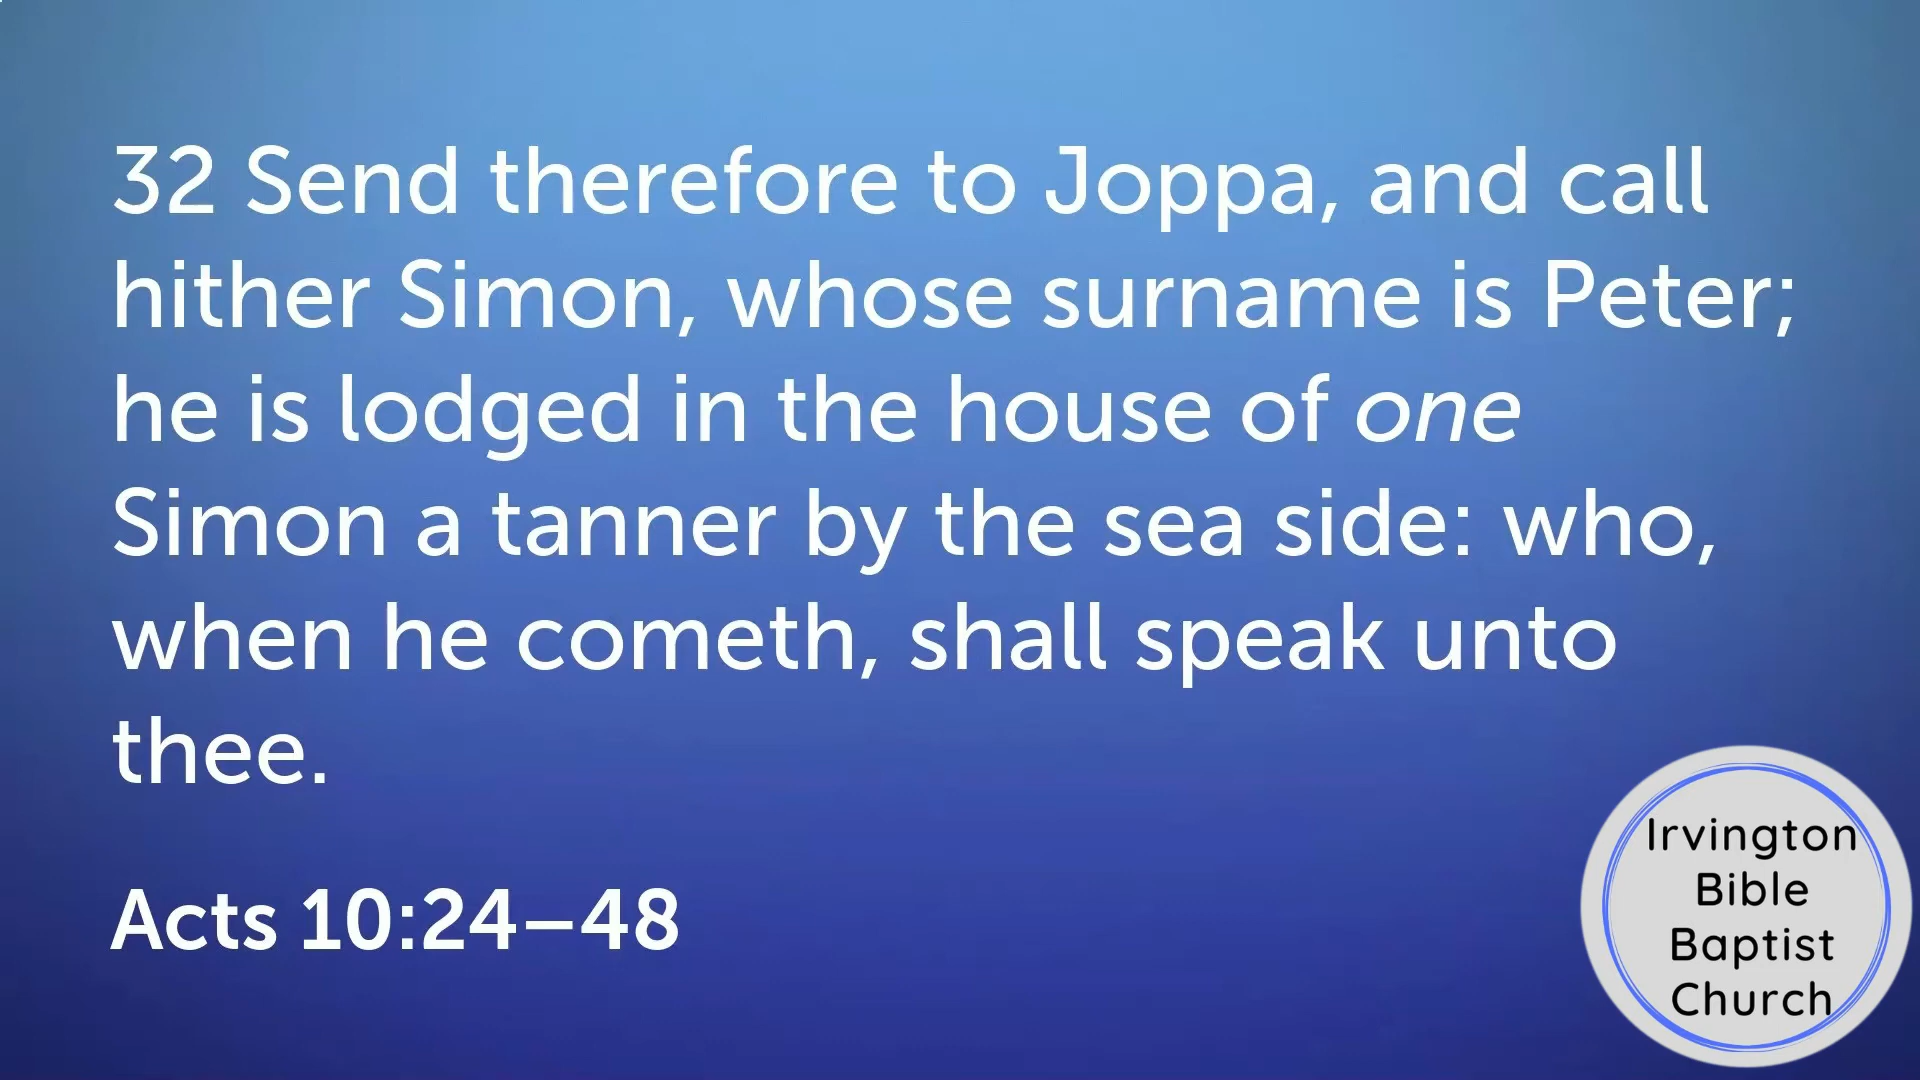 32 Send therefore to Joppa, and call
hither Simon, whose surname is Peter;
he is lodged in the house of one
Simon a tanner by the sea side: who,
when he cometh, shall speak unto
thee.
Acts 10:24–48
Irvington
Bible
Baptist
Church